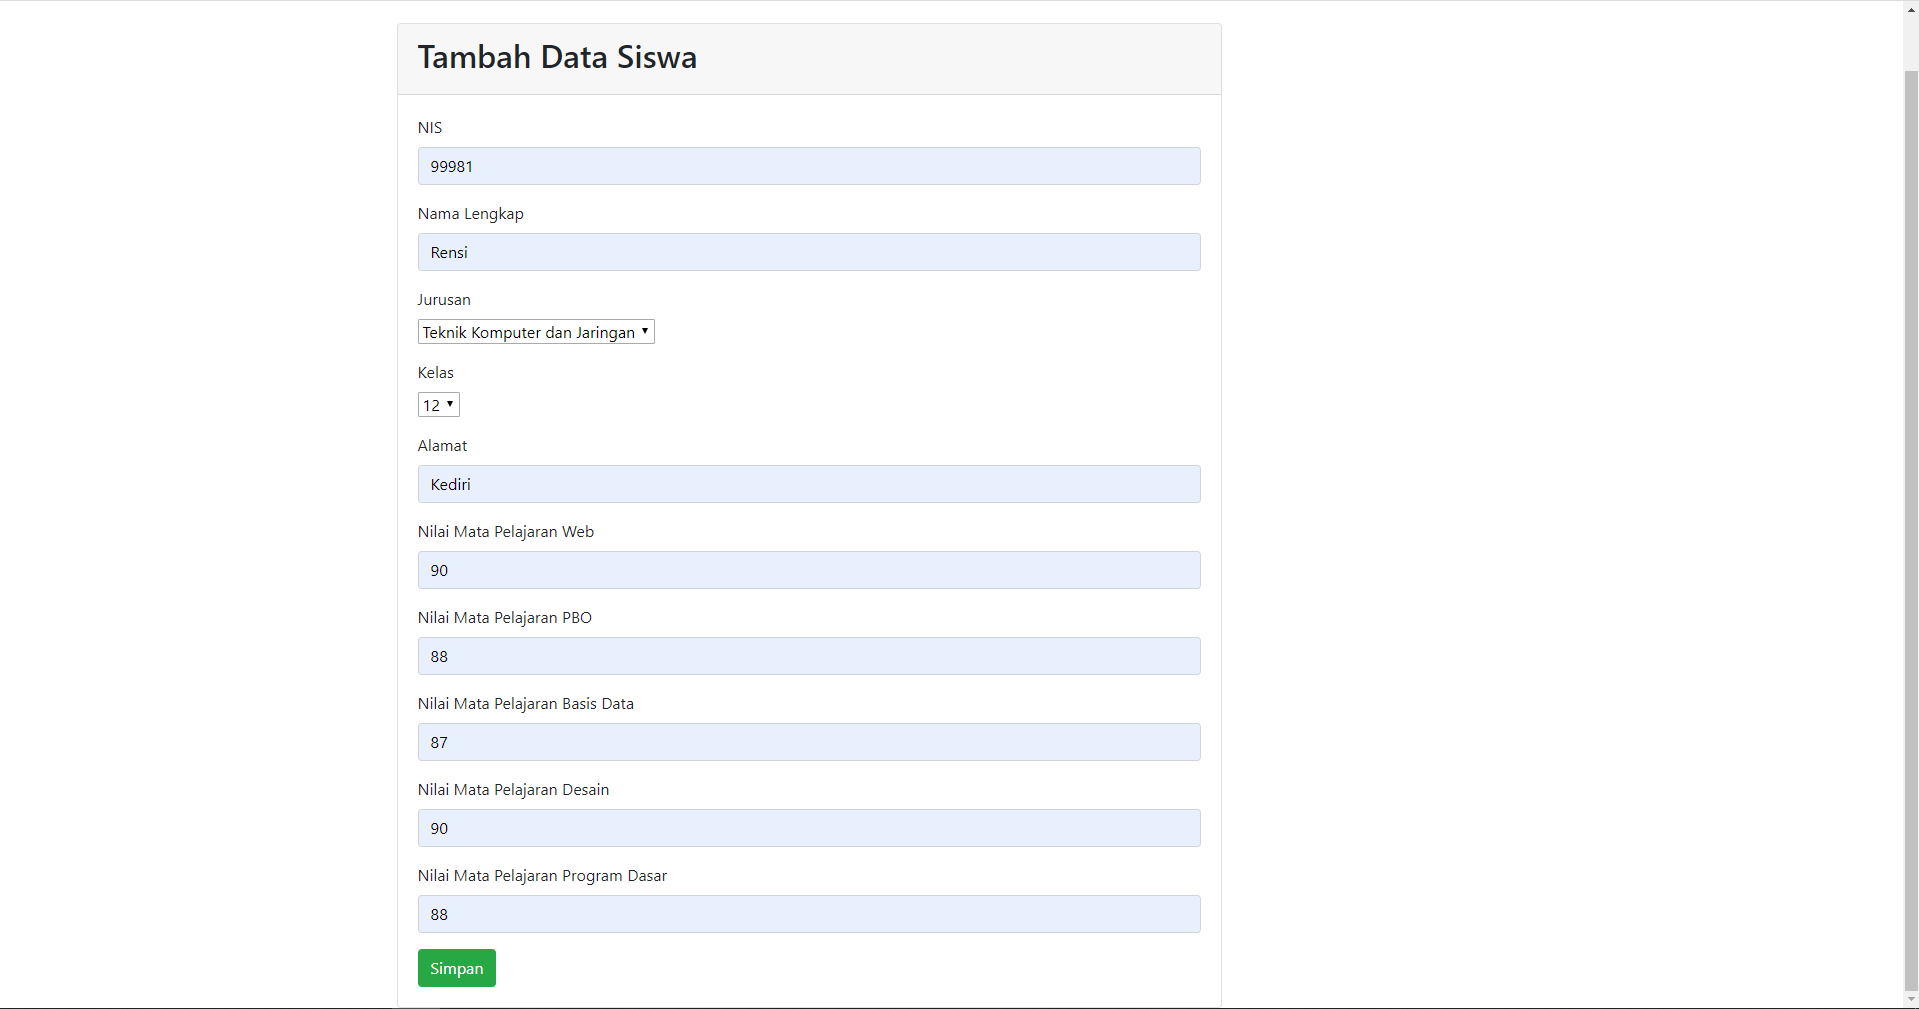 Tambah Data Siswa
NIS
99981
Nama Lengkap
Rensi
Jurusan
Teknik Komputer dan Jaringan
Kelas
12
Alamat
Kediri
Nilai Mata Pelajaran Web
90
Nilai Mata Pelajaran PBO
88
Nilai Mata Pelajaran Basis Data
87
Nilai Mata Pelajaran Desain
90
Nilai Mata Pelajaran Program Dasar
88
Simpan